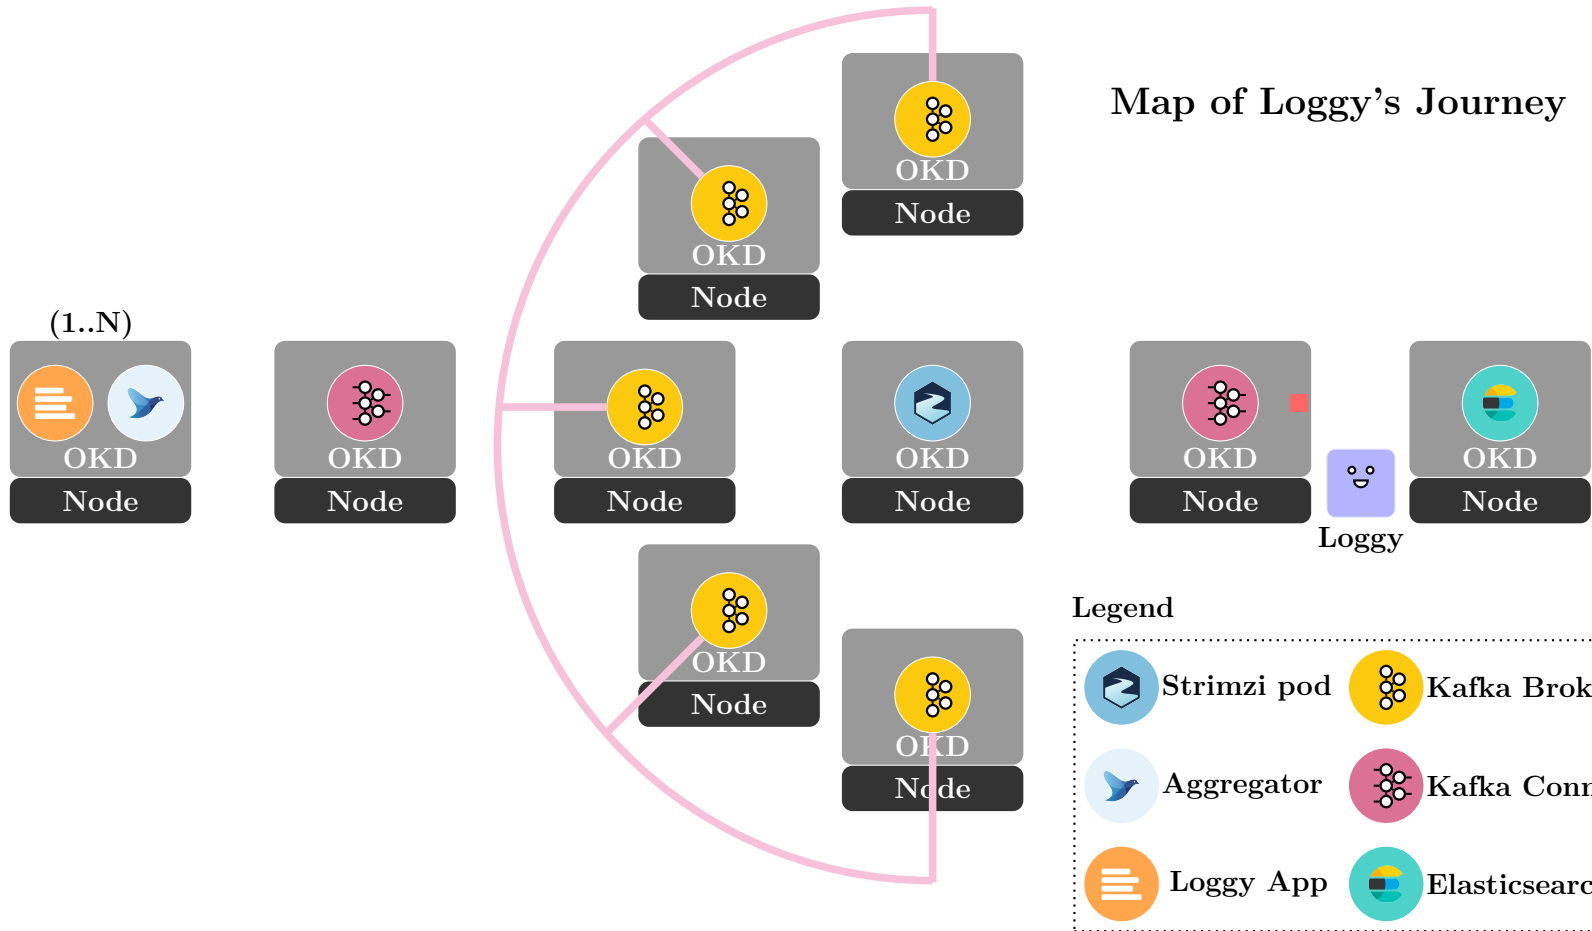 Map of Loggy's Journey
OKD
Node
OKD
Node
(1..N)
OKD
Node
OKD
Node
OKD
Node
OKD
Node
OKD
Node
OKD
Node
Loggy
OKD
Node
OKD
Node
Legend
Strimzi pod
Kafka Brok
Aggregator
Kafka Conn
Loggy App
Elasticsearc